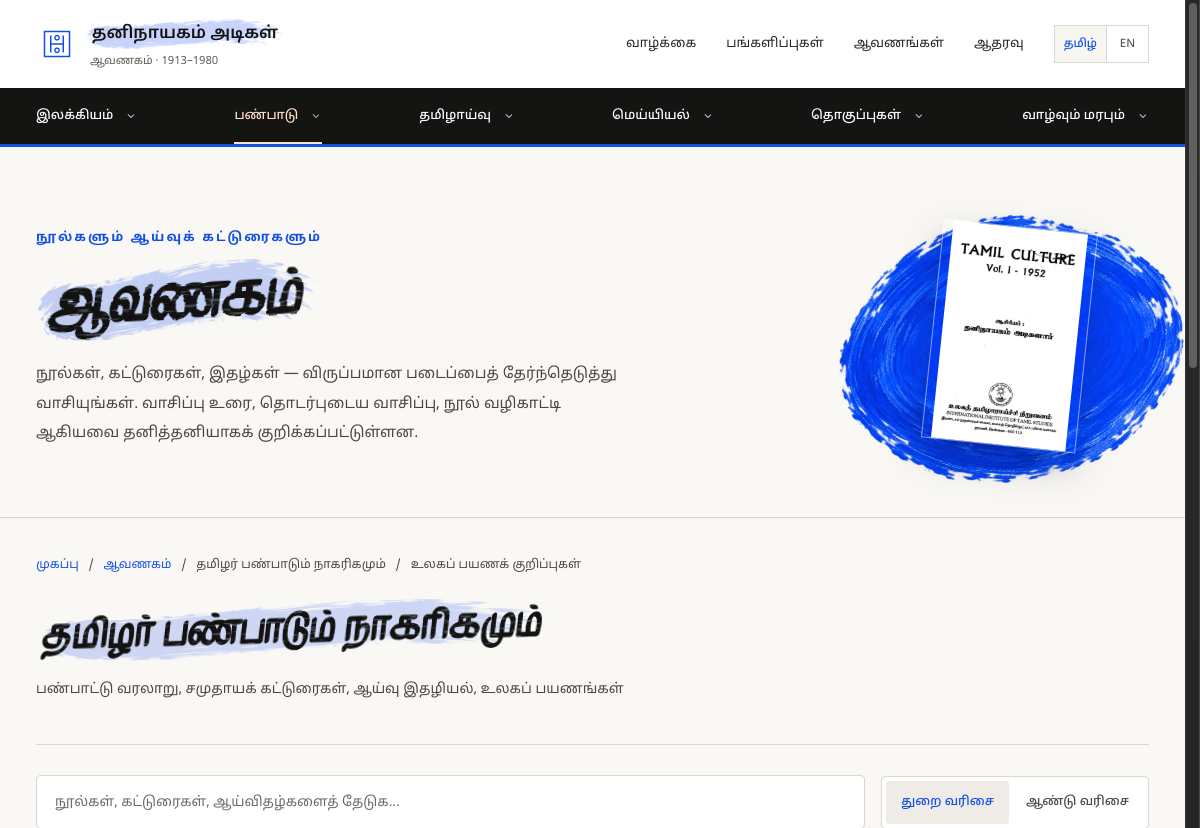 தனிநாயகம் அடிகள்
ஆவணகம் · 1913–1980
வாழ்க்கை பங்களிப்புகள் ஆவணங்கள் ஆதரவு தமிழ் EN
இலக்கியம் பண்பாடு தமிழாய்வு மெய்யியல் தொகுப்புகள் வாழ்வும் மரபும்
நூல்களும் ஆய்வுக் கட்டுரைகளும்
ஆவணகம்
நூல்கள், கட்டுரைகள், இதழ்கள் — விருப்பமான படைப்பைத் தேர்ந்தெடுத்து
வாசியுங்கள். வாசிப்பு உரை, தொடர்புடைய வாசிப்பு, நூல் வழிகாட்டி
ஆகியவை தனித்தனியாகக் குறிக்கப்பட்டுள்ளன.
TAMIL CULTURE
Vol. I - 1952
ஆசிரியர் :
தனிநாயகம் அடிகளார்
உலகத் தமிழாராய்ச்சி நிறுவனம்
INTERNATIONAL INSTITUTE OF TAMIL STUDIES
முகப்பு / ஆவணகம் / தமிழர் பண்பாடும் நாகரிகமும் / உலகப் பயணக் குறிப்புகள்
தமிழர் பண்பாடும் நாகரிகமும்
பண்பாட்டு வரலாறு, சமுதாயக் கட்டுரைகள், ஆய்வு இதழியல், உலகப் பயணங்கள்
நூல்கள், கட்டுரைகள், ஆய்விதழ்களைத் தேடுக...
துறை வரிசை ஆண்டு வரிசை